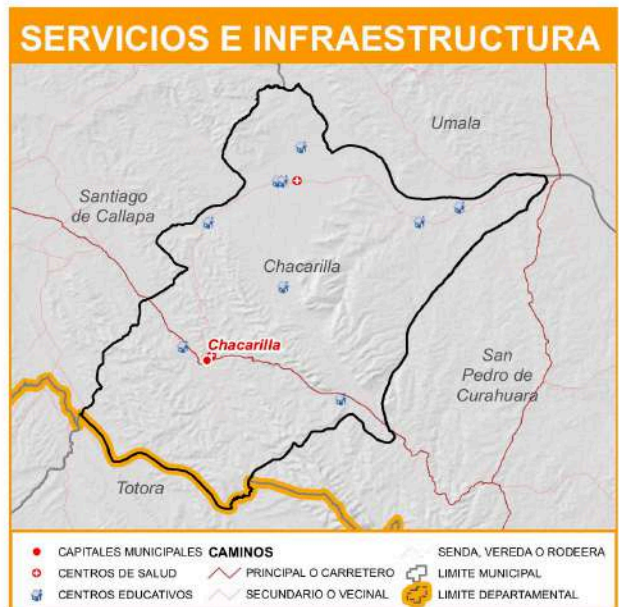 SERVICIOS E INFRAESTRUCTURA
Umala
Santiago
de Callapa
Chacarilla
Chacarilla
San
Pedro de
Curahuara
Totora
CAPITALES MUNICIPALES
CENTROS DE SALUD
CENTROS EDUCATIVOS
CAMINOS
PRINCIPAL O CARRETERO
SECUNDARIO O VECINAL
SENDA, VEREDA O RODEERA
LIMITE MUNICIPAL
LIMITE DEPARTAMENTAL